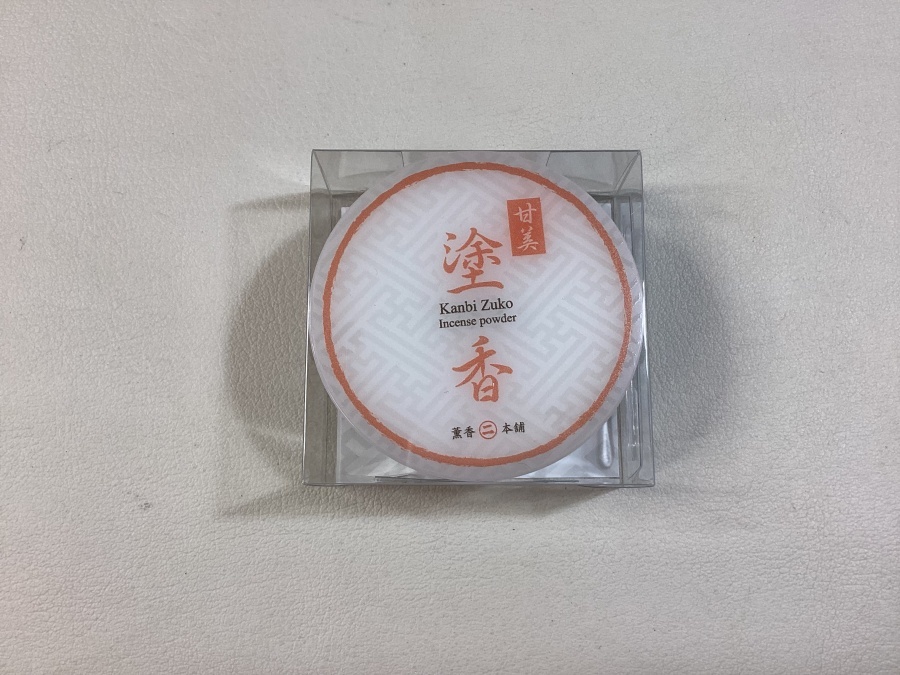 甘美
塗
Kanbi Zuko
Incense powder
香
薫香 二 本舗